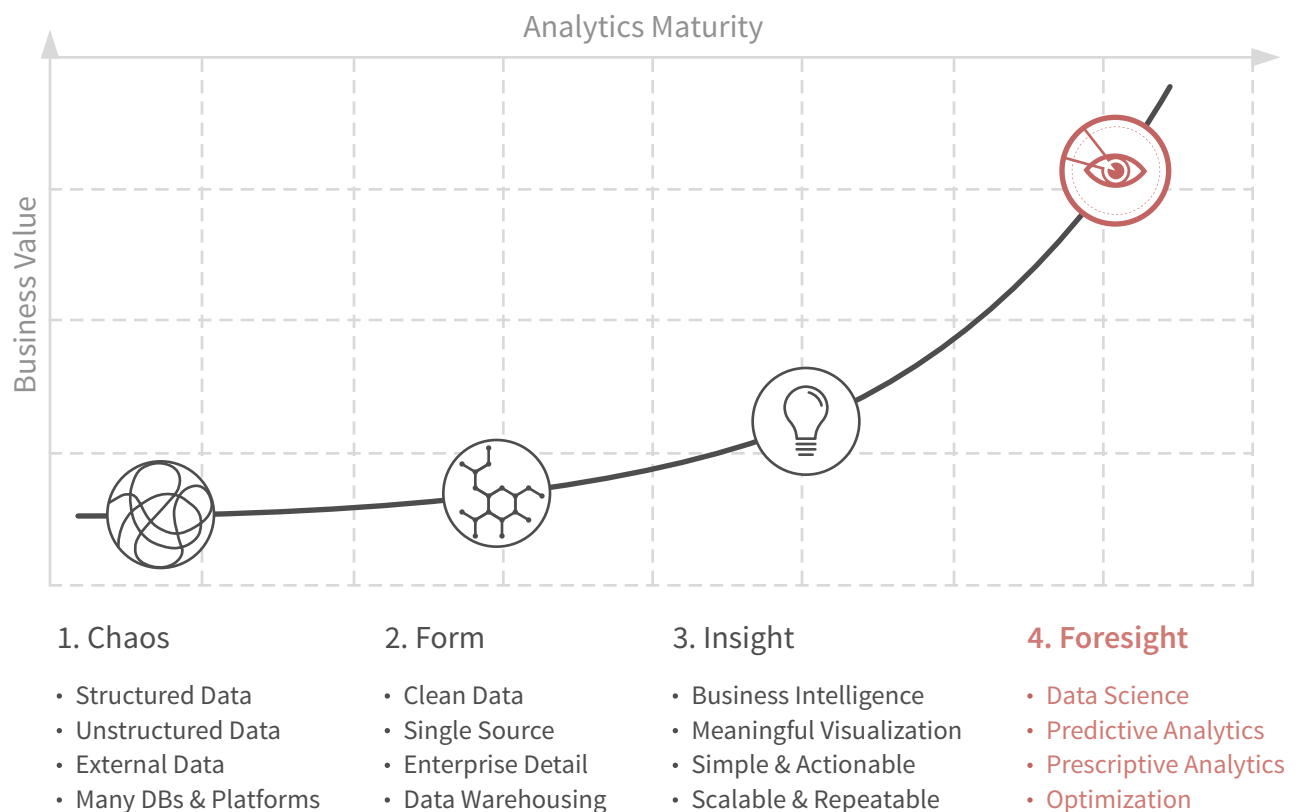 Analytics Maturity
Business Value
1. Chaos
• Structured Data
• Unstructured Data
• External Data
• Many DBs & Platforms
2. Form
• Clean Data
• Single Source
• Enterprise Detail
• Data Warehousing
3. Insight
• Business Intelligence
• Meaningful Visualization
• Simple & Actionable
• Scalable & Repeatable
4. Foresight
• Data Science
• Predictive Analytics
• Prescriptive Analytics
• Optimization